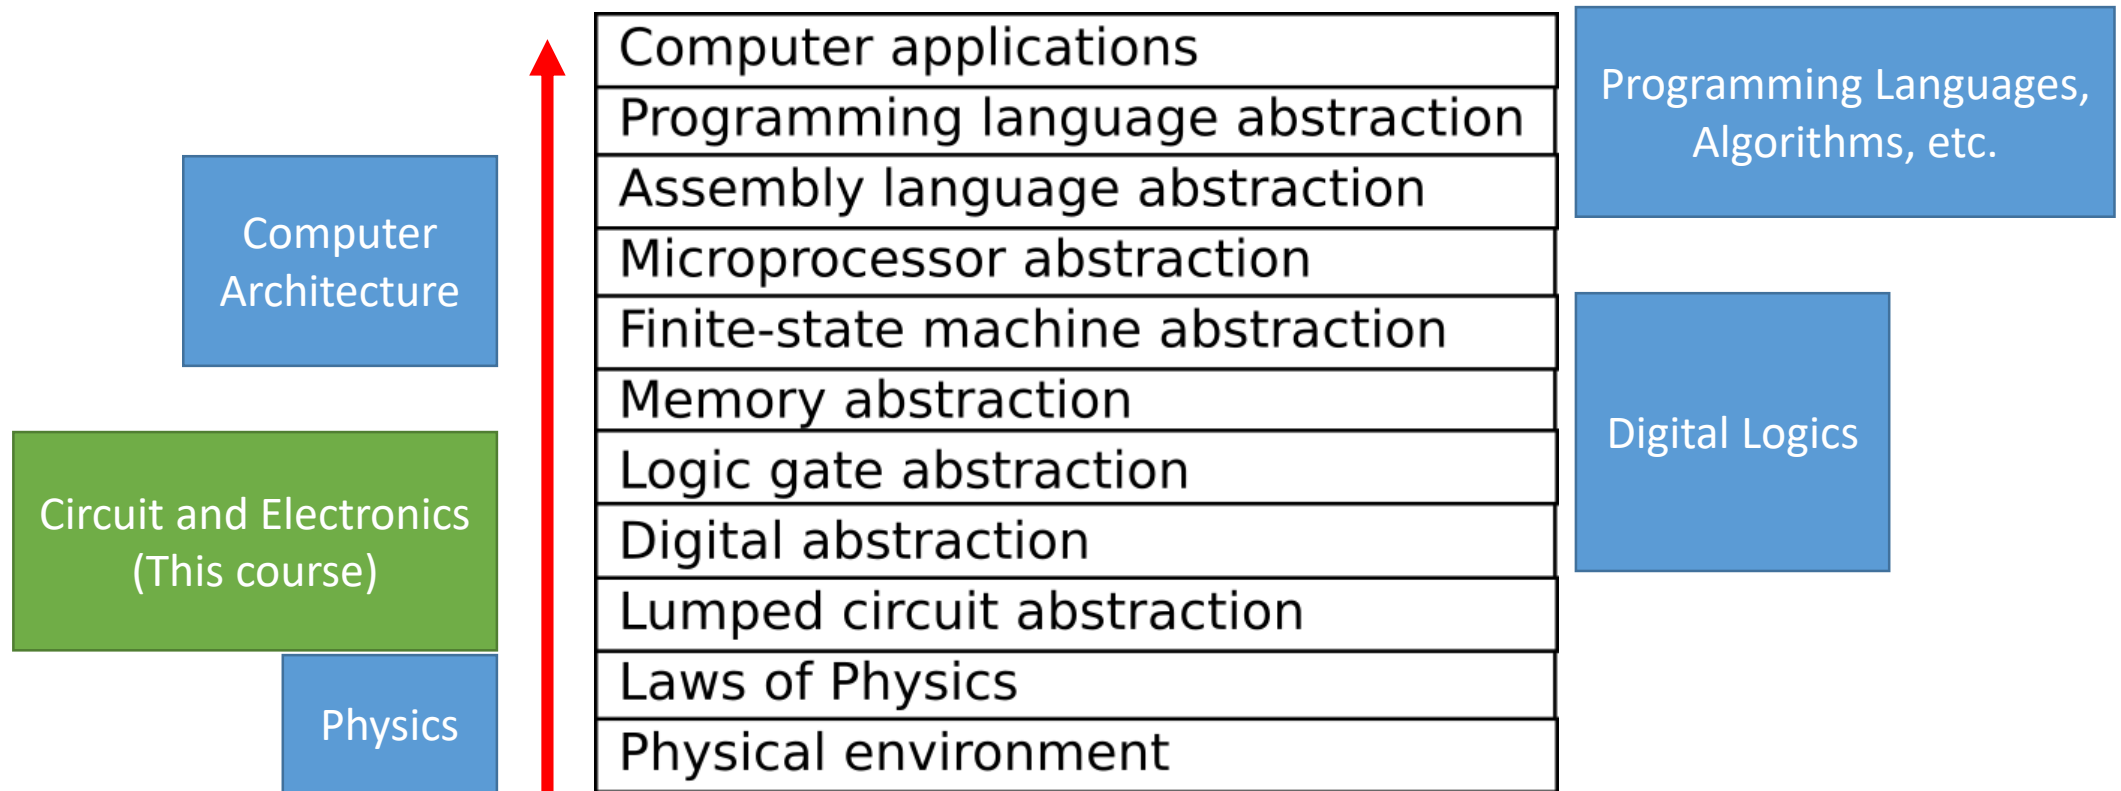 Computer applications
Programming language abstraction
Assembly language abstraction
Microprocessor abstraction
Finite-state machine abstraction
Memory abstraction
Logic gate abstraction
Digital abstraction
Lumped circuit abstraction
Laws of Physics
Physical environment
Computer
Architecture
Circuit and Electronics
(This course)
Physics
Programming Languages,
Algorithms, etc.
Digital Logics